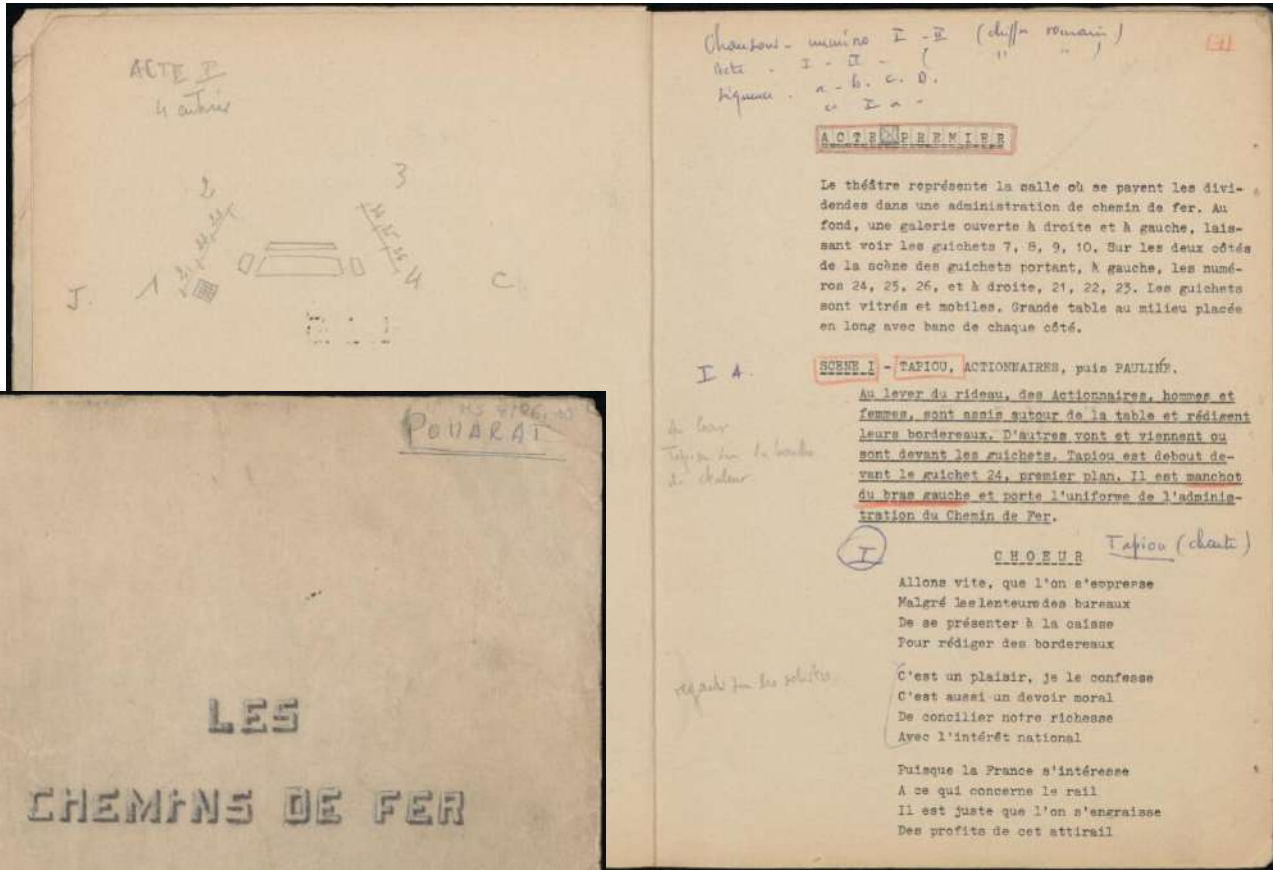 ACTE I
4 entrées
2
3
1
4
J.
C.
MS
POMARAT
LES
CHEMINS DE FER
Chansons - numéro I - II (chiffre romain)
Acte - I - II - ( " " )
Séquence - a - b. c. D.
I a -
ACTE PREMIER
Le théâtre représente la salle où se payent les divi-
dendes dans une administration de chemin de fer. Au
fond, une galerie ouverte à droite et à gauche, lais-
sant voir les guichets 7, 8, 9, 10. Sur les deux côtés
de la scène des guichets portant, à gauche, les numé-
ros 24, 25, 26, et à droite, 21, 22, 23. Les guichets
sont vitrés et mobiles. Grande table au milieu placée
en long avec banc de chaque côté.
I A.
SCENE I - TAPIOU, ACTIONNAIRES, puis PAULINE.
Au lever du rideau, des Actionnaires, hommes et
femmes, sont assis autour de la table et rédigent
leurs bordereaux. D'autres vont et viennent ou
sont devant les guichets. Tapiou est debout de-
vant le guichet 24, premier plan. Il est manchot
du bras gauche et porte l'uniforme de l'adminis-
tration du Chemin de Fer.
I
CHOEUR
Tapiou (chante)
Allons vite, que l'on s'empresse
Malgré les lenteurs des bureaux
De se présenter à la caisse
Pour rédiger des bordereaux
C'est un plaisir, je le confesse
C'est aussi un devoir moral
De concilier notre richesse
Avec l'intérêt national
Puisque la France s'intéresse
A ce qui concerne le rail
Il est juste que l'on s'engraisse
Des profits de cet attirail